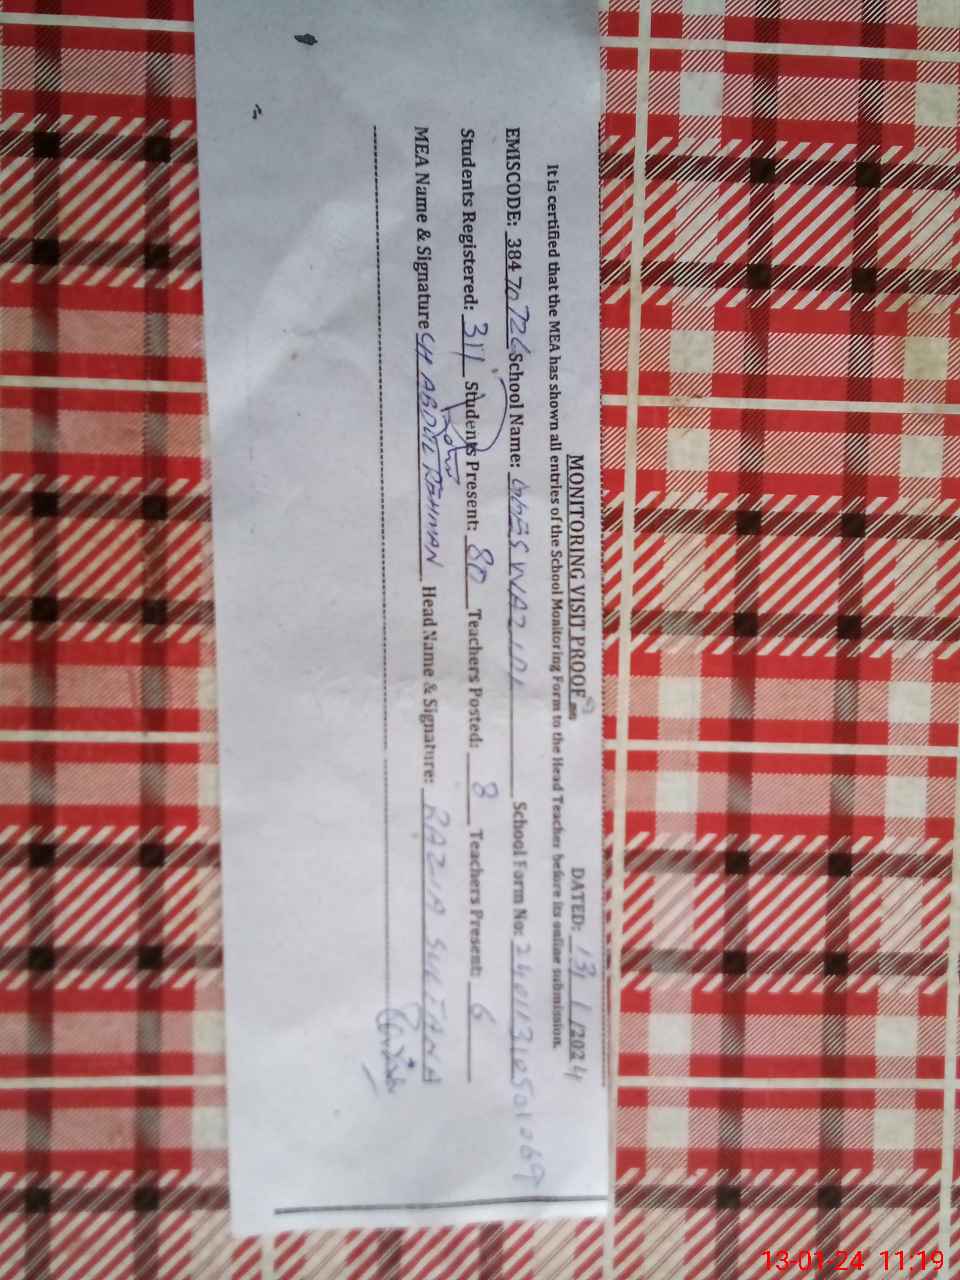 MONITORING VISIT PROOF DATED: 13/1/2024
It is certified that the MEA has shown all entries of the School Monitoring Form to the Head Teacher before its online submission.
EMISCODE: 38470726 School Name: GGES WAZIDI School Form No: 24011310501069
Students Registered: 311 Students Present: 80 Teachers Posted: 8 Teachers Present: 6
MEA Name & Signature CH ABDUL REHMAN Head Name & Signature: RAZIA SULTANA
13-01-24 11:19